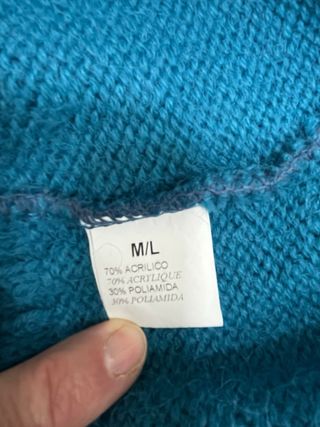 M/L
70% ACRILICO
70% ACRYLIQUE
30% POLIAMIDA
30% POLIAMIDA